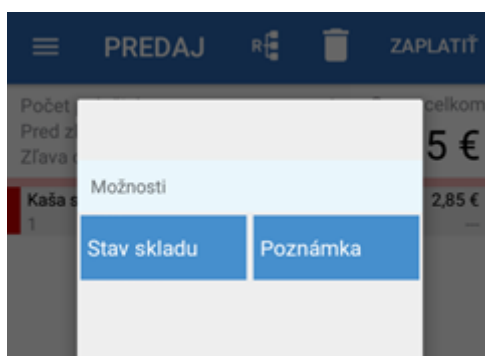 PREDAJ R ZAPLATIŤ
Počet celkom
Pred
Zľava 5 €
Možnosti
Kaša 2,85 €
1 ---
Stav skladu Poznámka